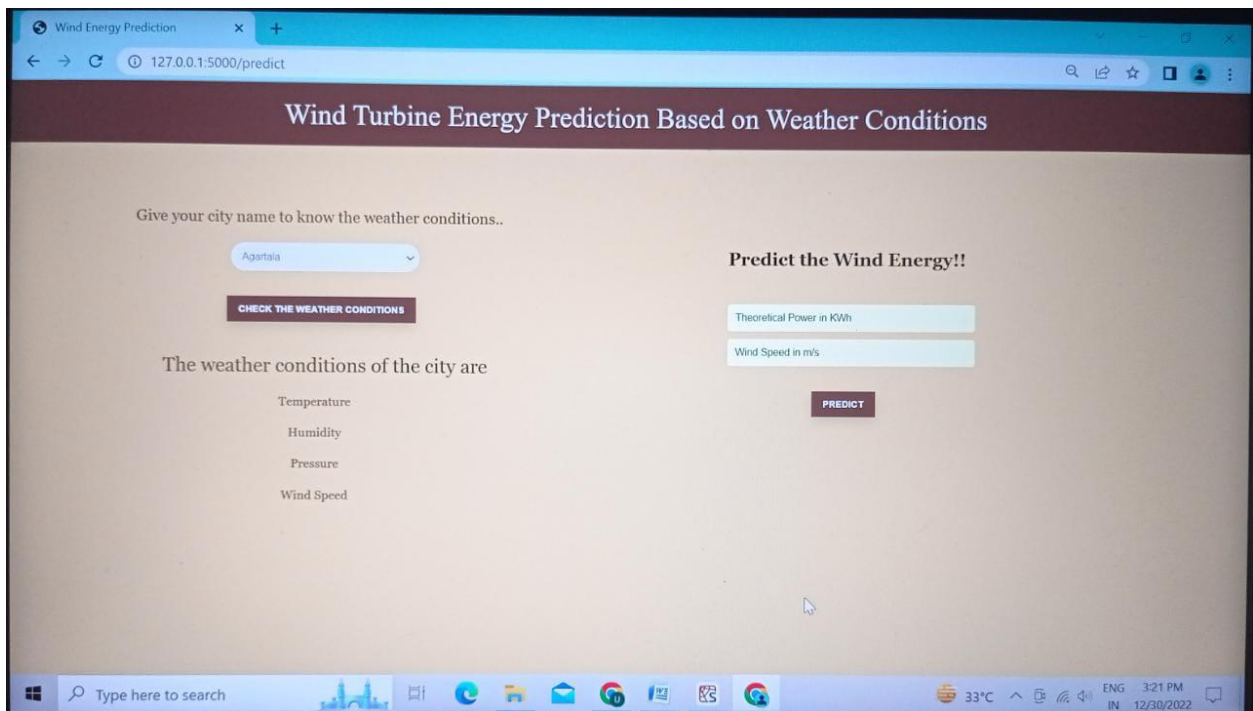 Wind Energy Prediction
127.0.0.1:5000/predict
Wind Turbine Energy Prediction Based on Weather Conditions
Give your city name to know the weather conditions..
Agartala
CHECK THE WEATHER CONDITIONS
The weather conditions of the city are
Temperature
Humidity
Pressure
Wind Speed
Predict the Wind Energy!!
Theoretical Power in KWh
Wind Speed in m/s
PREDICT
Type here to search
33°C
ENG
IN
3:21 PM
12/30/2022